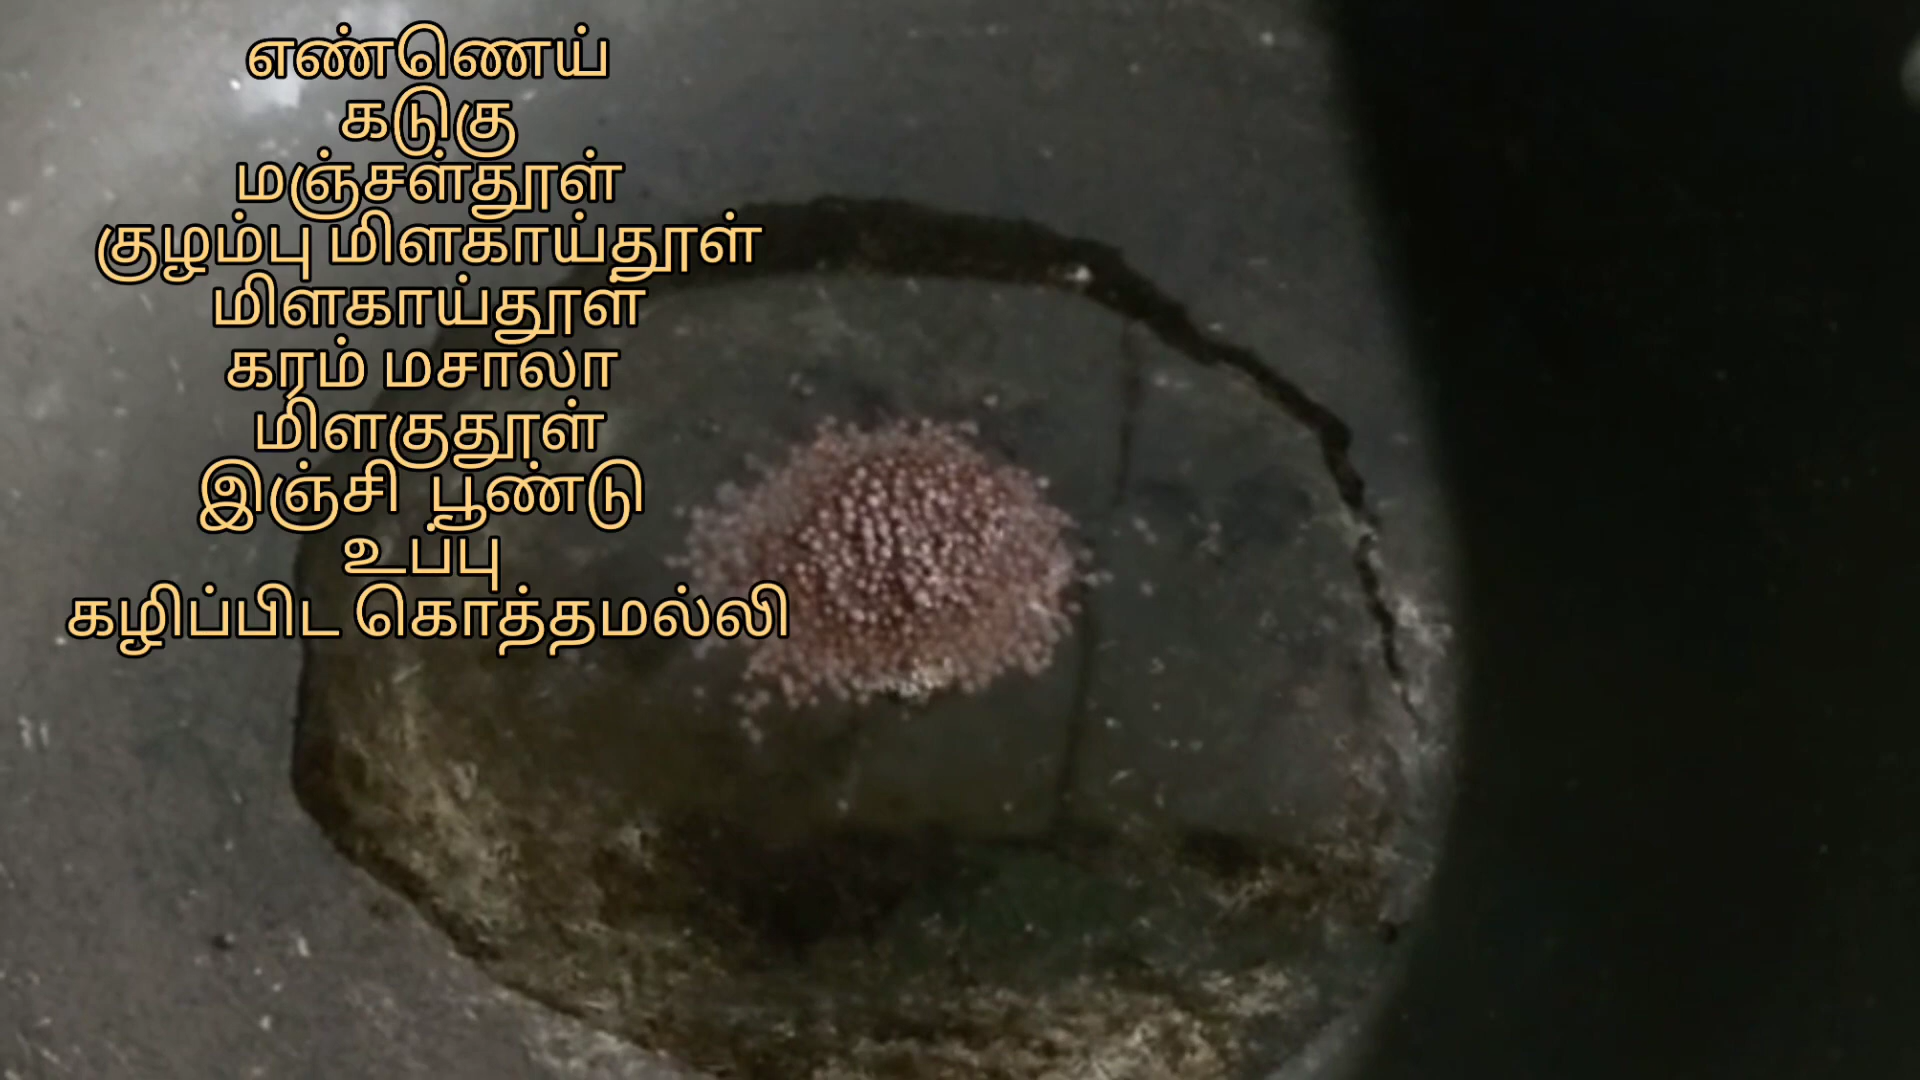 எண்ணெய்
கடுகு
மஞ்சள்தூள்
குழம்பு மிளகாய்தூள்
மிளகாய்தூள்
கரம் மசாலா
மிளகுதூள்
இஞ்சி பூண்டு
உப்பு
கழிப்பிட கொத்தமல்லி